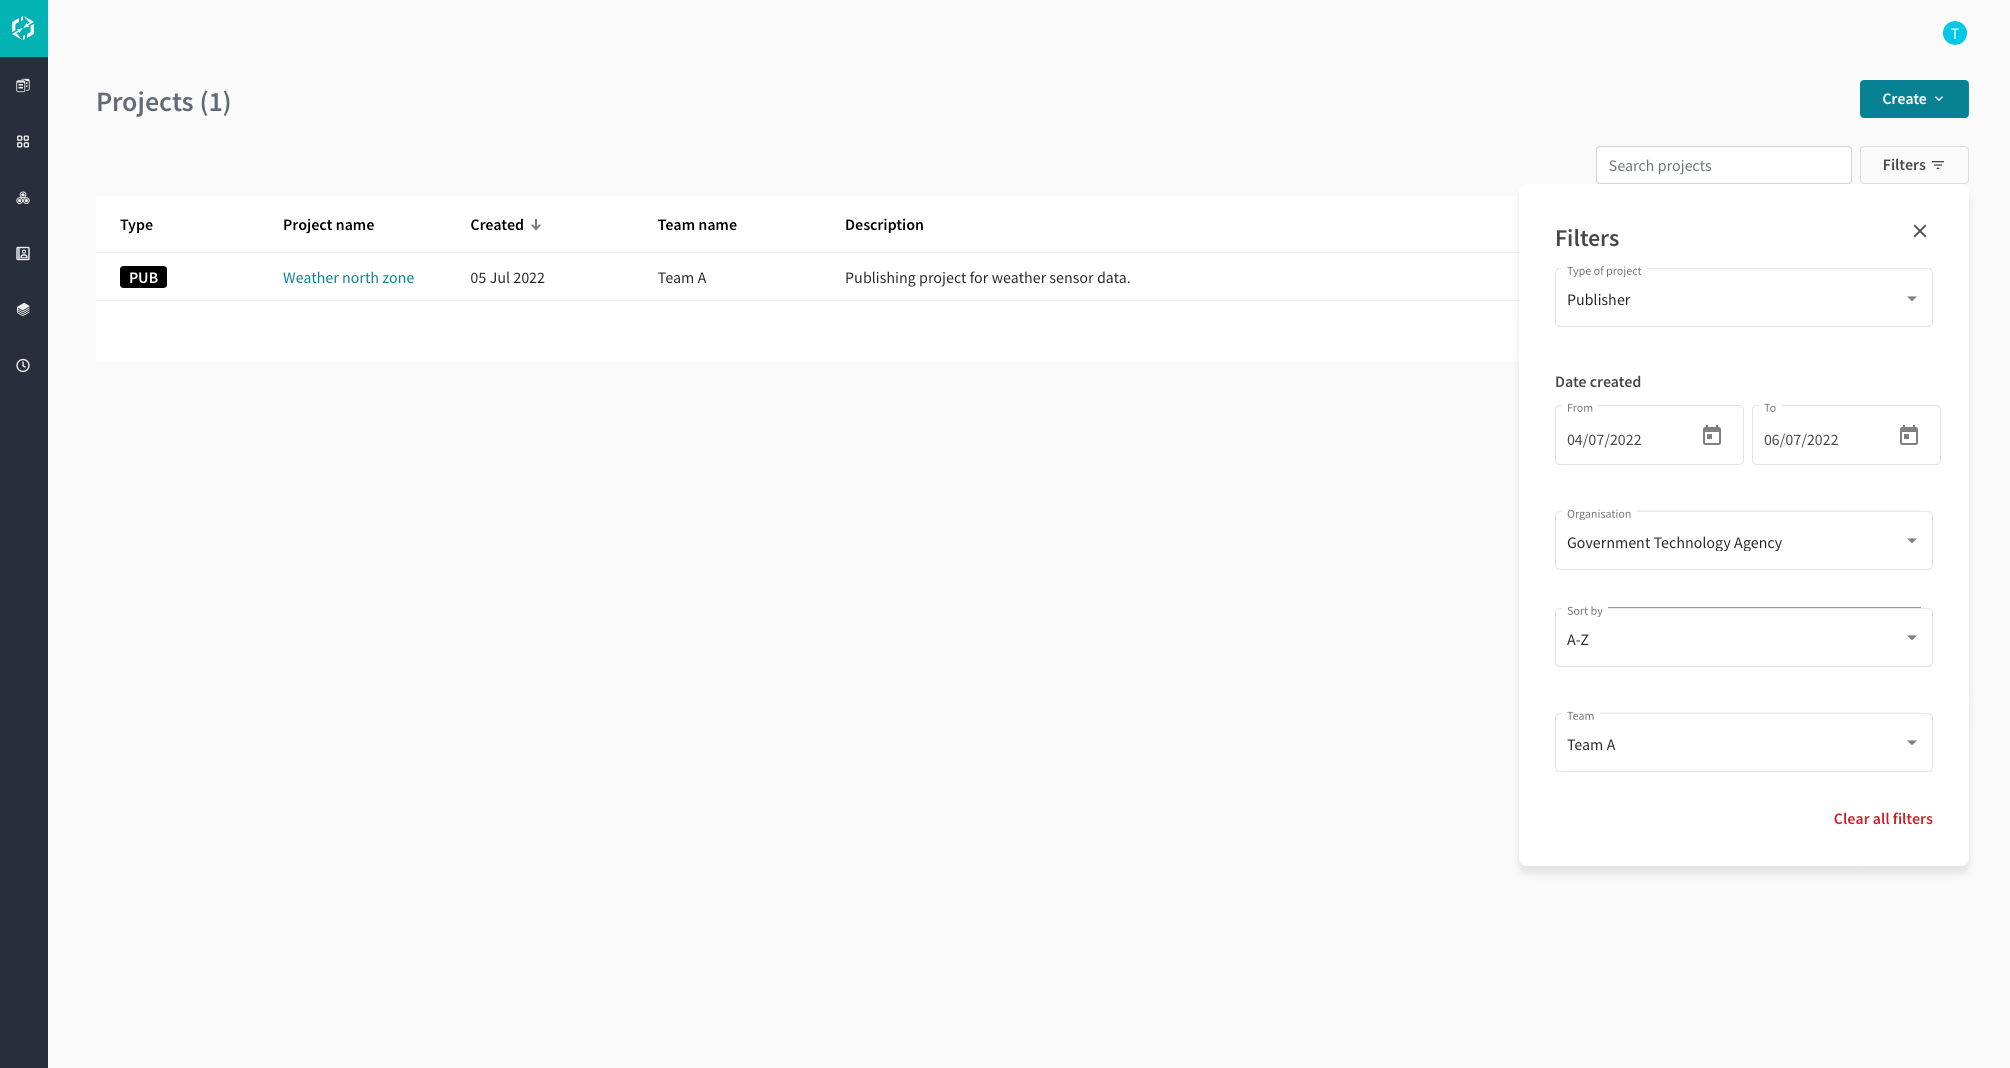 T
Projects (1)
Create
Search projects
Filters
Type Project name Created Team name Description
PUB Weather north zone 05 Jul 2022 Team A Publishing project for weather sensor data.
Filters
Type of project
Publisher
Date created
From To
04/07/2022 06/07/2022
Organisation
Government Technology Agency
Sort by
A-Z
Team
Team A
Clear all filters